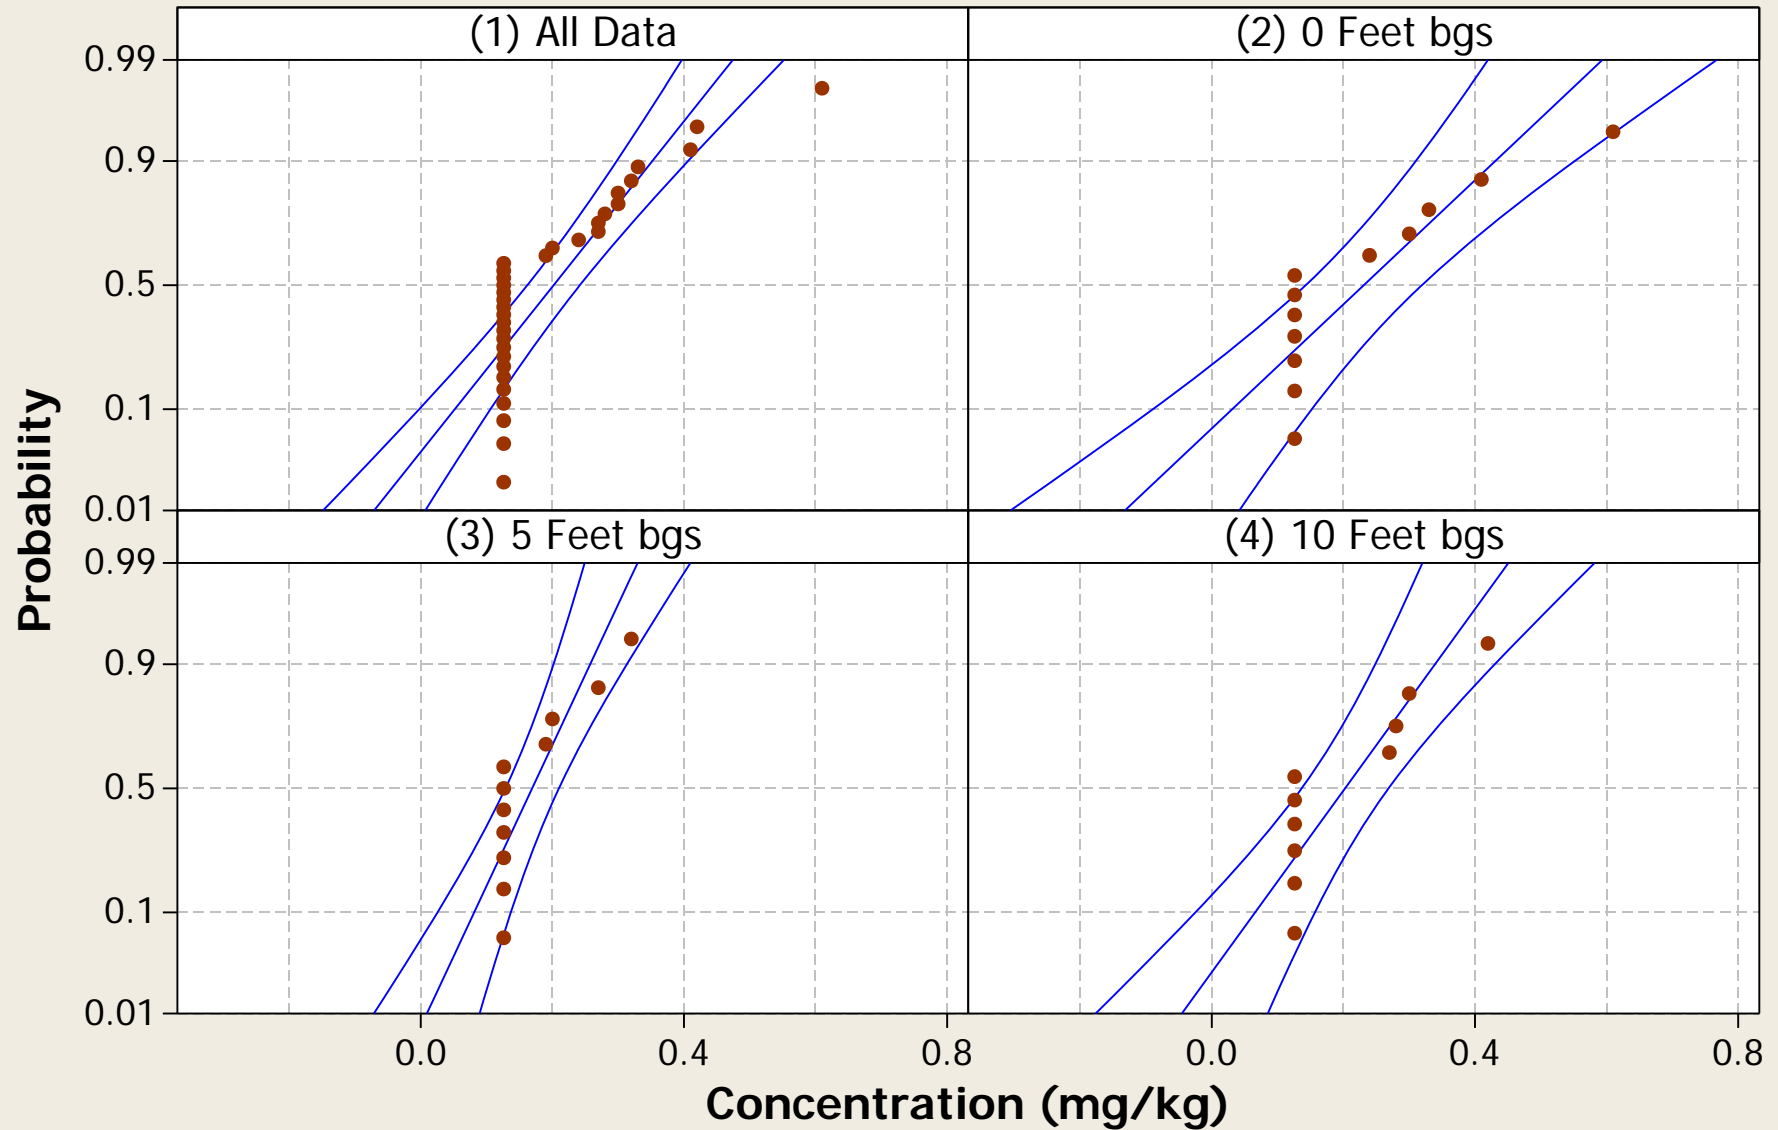 (1) All Data
(2) 0 Feet bgs
0.99
0.9
0.5
0.1
0.01
(3) 5 Feet bgs
(4) 10 Feet bgs
0.99
0.9
0.5
0.1
0.01
Probability
0.0 0.4 0.8 0.0 0.4 0.8
Concentration (mg/kg)